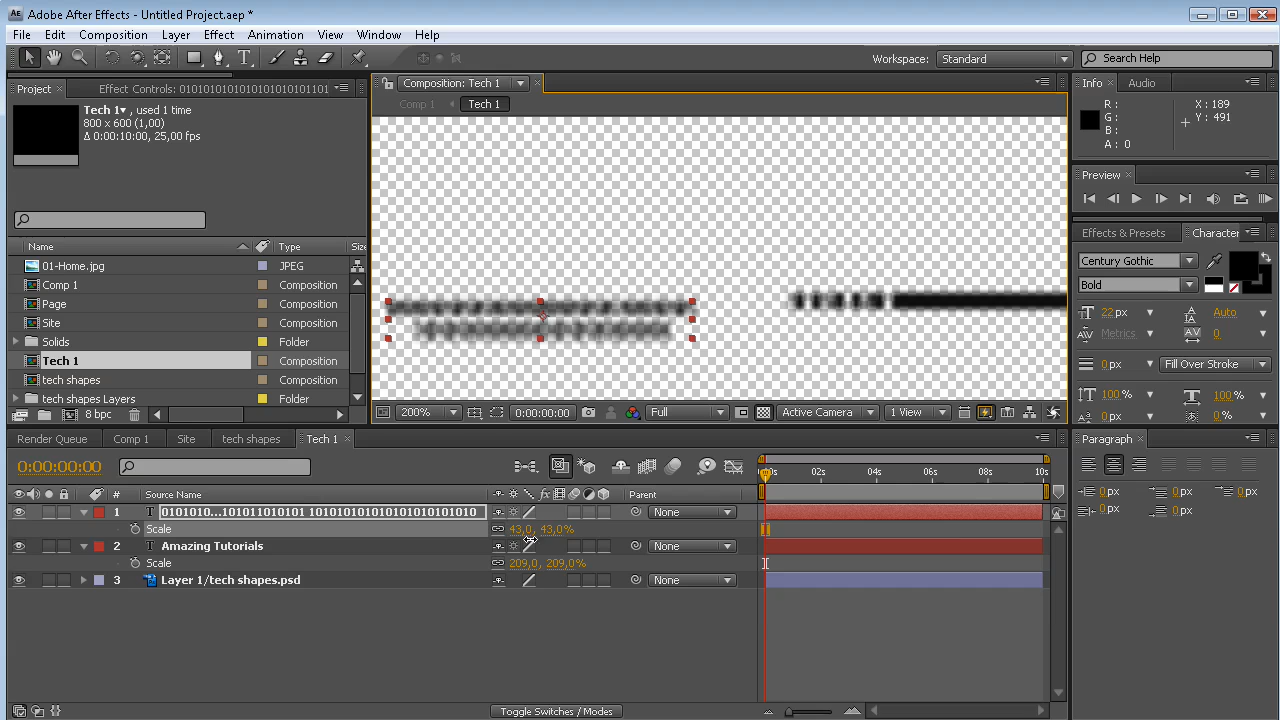 Adobe After Effects - Untitled Project.aep *
File Edit Composition Layer Effect Animation View Window Help
Workspace: Standard Search Help
Project Effect Controls: 0101010101010101010101101
Composition: Tech 1
Info Audio
Comp 1 Tech 1
Tech 1▾, used 1 time
800 x 600 (1,00)
Δ 0:00:10:00, 25,00 fps
R:
G:
B:
A: 0
X: 189
Y: 491
Preview
Effects & Presets Character
Name Type Size
01-Home.jpg JPEG
Comp 1 Composition
Page Composition
Site Composition
Solids Folder
Tech 1 Composition
tech shapes Composition
tech shapes Layers Folder
8 bpc
Century Gothic
Bold
22 px Auto
Metrics 0
0 px Fill Over Stroke
100 % 100 %
0 px 0 %
200% 0:00:00:00 Full Active Camera 1 View
Render Queue Comp 1 Site tech shapes Tech 1
Paragraph
0:00:00:00
00s 02s 04s 06s 08s 10s
# Source Name Parent
1 T 0101010...101011010101 1010101010101010101010 None
Scale 43,0, 43,0%
2 T Amazing Tutorials None
Scale 209,0, 209,0%
3 Layer 1/tech shapes.psd None
0 px 0 px 0 px
0 px 0 px
Toggle Switches / Modes